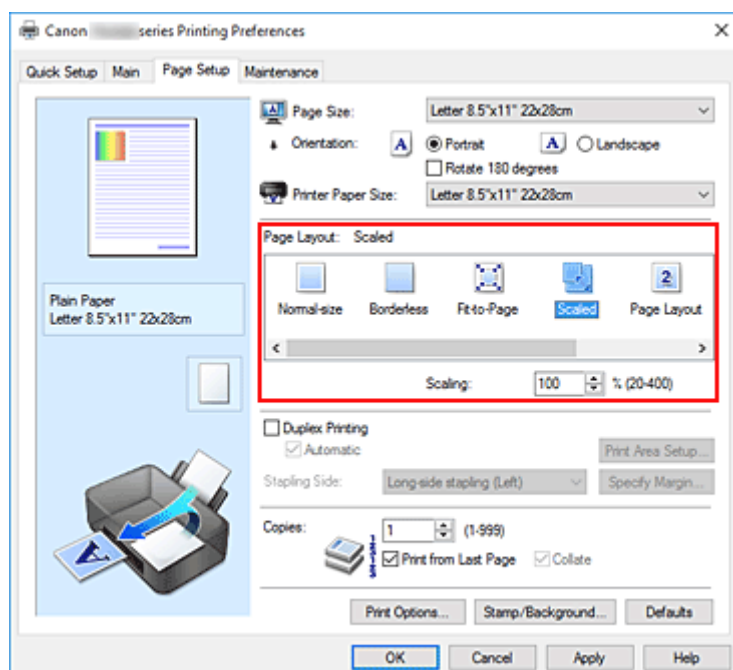 Canon series Printing Preferences
Quick Setup Main Page Setup Maintenance
Page Size: Letter 8.5"x11" 22x28cm
Orientation: A Portrait A Landscape
Rotate 180 degrees
Printer Paper Size: Letter 8.5"x11" 22x28cm
Page Layout: Scaled
Normal-size Borderless Fit-to-Page Scaled 2 Page Layout
Scaling: 100 % (20-400)
Plain Paper
Letter 8.5"x11" 22x28cm
Duplex Printing
Automatic Print Area Setup...
Stapling Side: Long-side stapling (Left) Specify Margin...
Copies: 1 (1-999)
Print from Last Page Collate
A
Print Options... Stamp/Background... Defaults
OK Cancel Apply Help